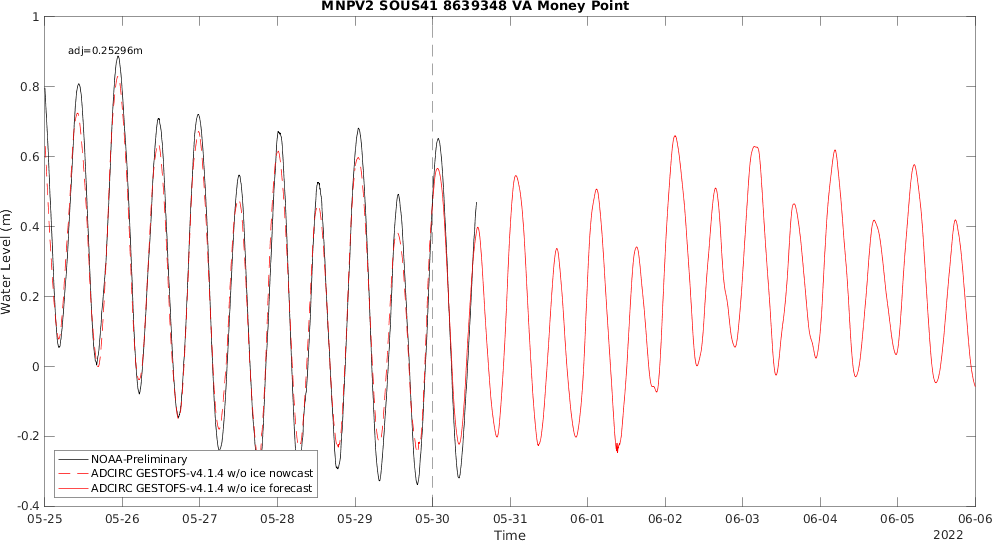 MNPV2 SOUS41 8639348 VA Money Point
adj=0.25296m
1
0.8
0.6
0.4
0.2
0
-0.2
-0.4
Water Level (m)
NOAA-Preliminary
ADCIRC GESTOFS-v4.1.4 w/o ice nowcast
ADCIRC GESTOFS-v4.1.4 w/o ice forecast
05-25 05-26 05-27 05-28 05-29 05-30 05-31 06-01 06-02 06-03 06-04 06-05 06-06
Time
2022